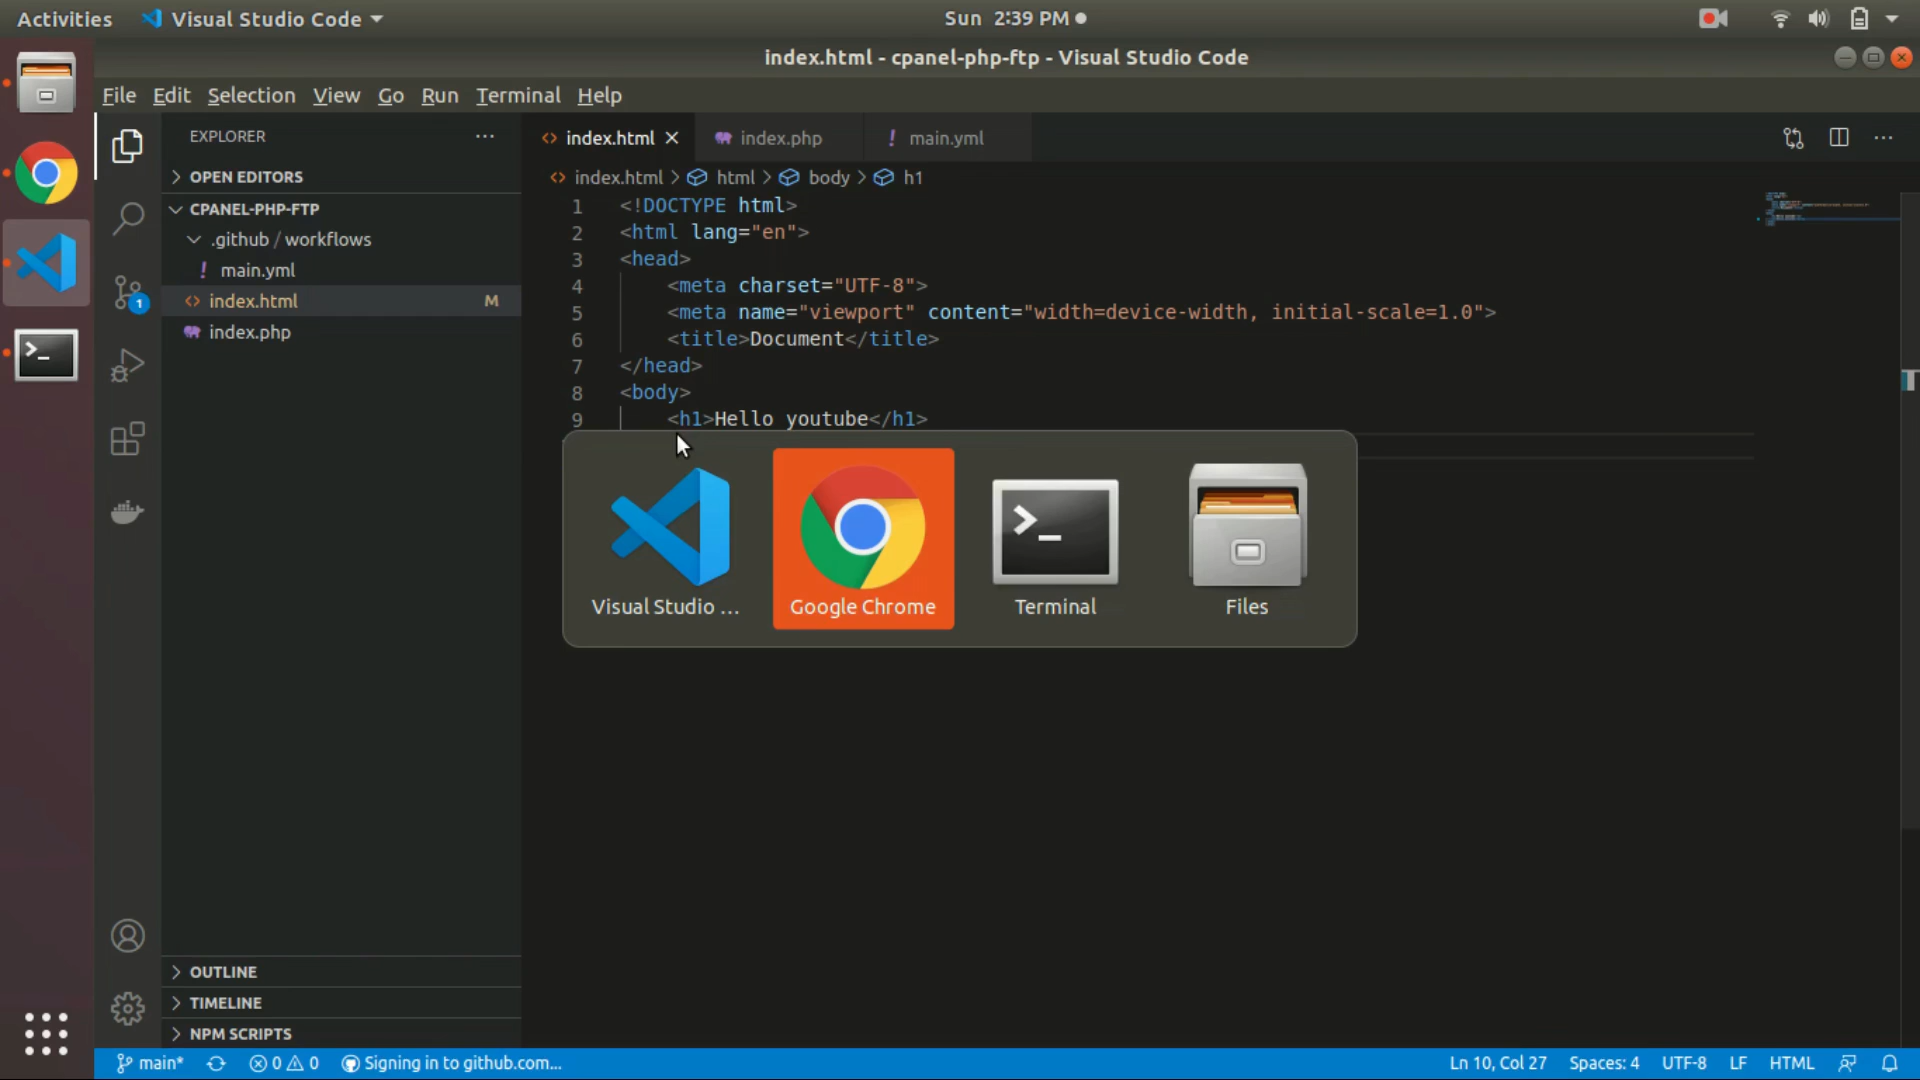 Activities
Visual Studio Code
Sun 2:39 PM
index.html - cpanel-php-ftp - Visual Studio Code
File Edit Selection View Go Run Terminal Help
EXPLORER
index.html
index.php
! main.yml
OPEN EDITORS
index.html > html > body > h1
CPANEL-PHP-FTP
.github / workflows
! main.yml
index.html M
index.php
1
1 <!DOCTYPE html>
2 <html lang="en">
3 <head>
4 <meta charset="UTF-8">
5 <meta name="viewport" content="width=device-width, initial-scale=1.0">
6 <title>Document</title>
7 </head>
8 <body>
9 <h1>Hello youtube</h1>
Visual Studio ...
Google Chrome
Terminal
Files
OUTLINE
TIMELINE
NPM SCRIPTS
main*
0
0
Signing in to github.com...
Ln 10, Col 27
Spaces: 4
UTF-8
LF
HTML